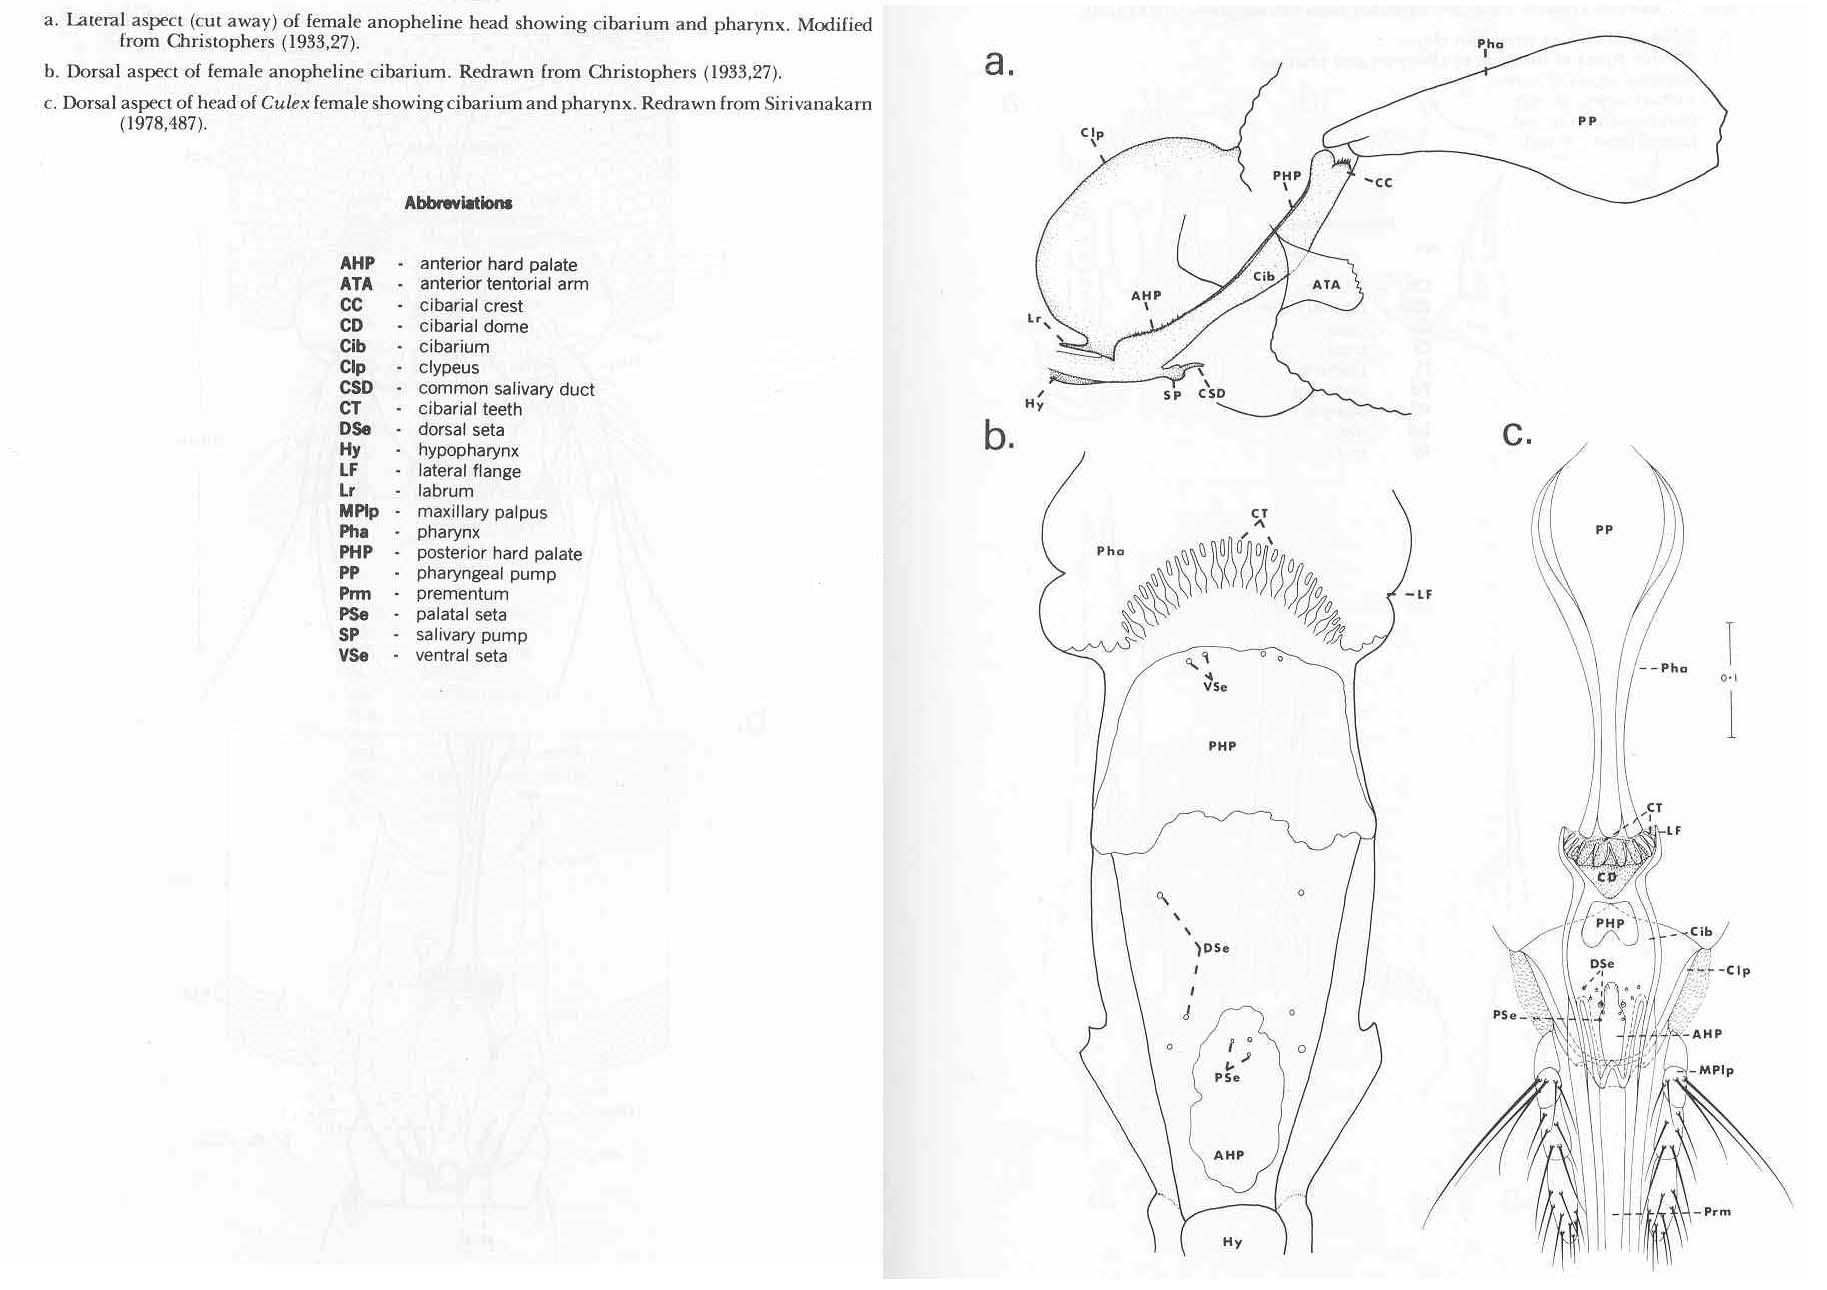 a. Lateral aspect (cut away) of female anopheline head showing cibarium and pharynx. Modified
from Christophers (1933,27).
b. Dorsal aspect of female anopheline cibarium. Redrawn from Christophers (1933,27).
c. Dorsal aspect of head of Culex female showing cibarium and pharynx. Redrawn from Sirivanakarn
(1978,487).
Abbreviations
AHP - anterior hard palate
ATA - anterior tentorial arm
CC - cibarial crest
CD - cibarial dome
Cib - cibarium
Clp - clypeus
CSD - common salivary duct
CT - cibarial teeth
DSe - dorsal seta
Hy - hypopharynx
LF - lateral flange
Lr - labrum
MPlp - maxillary palpus
Pha - pharynx
PHP - posterior hard palate
PP - pharyngeal pump
Prm - prementum
PSe - palatal seta
SP - salivary pump
VSe - ventral seta
a.
Pha
PP
Clp
PHP
CC
Cib
ATA
AHP
Lr
Hy
SP
CSD
b.
CT
Pha
LF
VSe
PHP
DSe
PSe
AHP
Hy
c.
PP
Pha
0·1
CT
LF
CD
PHP
Cib
DSe
Clp
PSe
AHP
MPlp
Prm